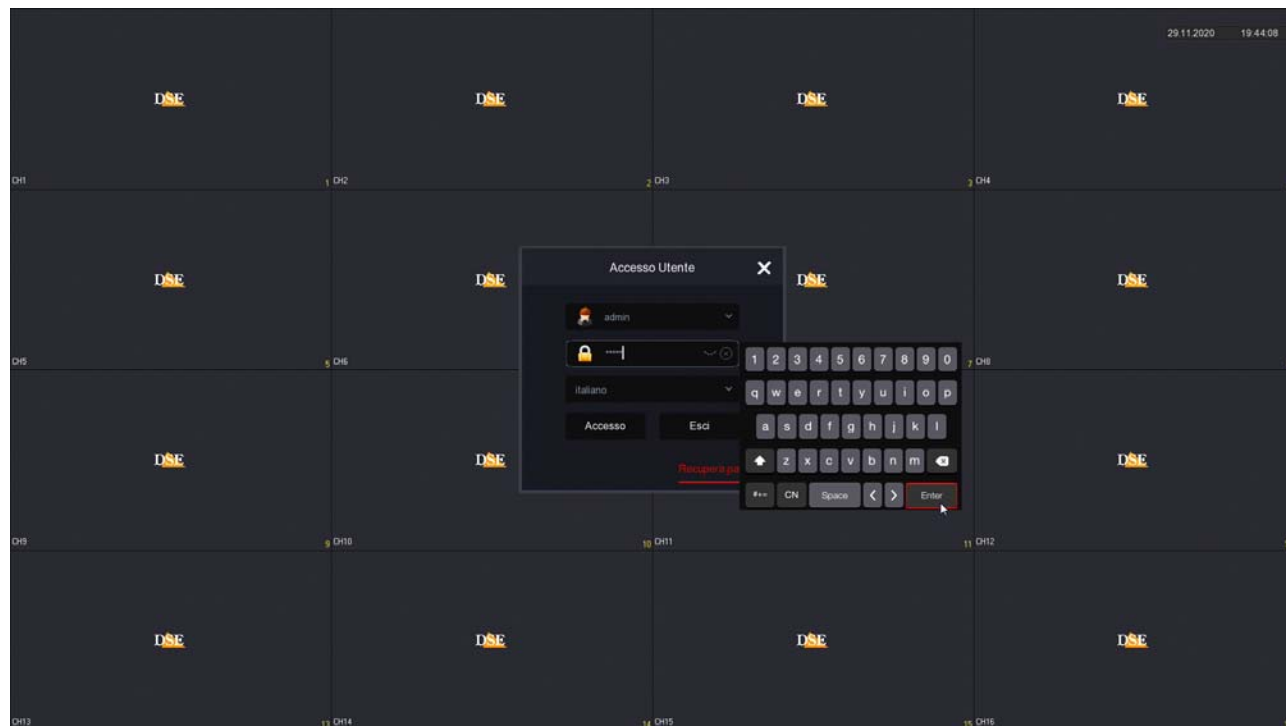 29.11.2020 19:44:08
DSE DSE DSE DSE
CH1 1 CH2 2 CH3 3 CH4
DSE DSE DSE DSE
Accesso Utente
admin
CH5 5 CH6 7 CH8
italiano
Accesso Esci
Recupera pa
1 2 3 4 5 6 7 8 9 0
q w e r t y u i o p
a s d f g h j k l
z x c v b n m
#+= CN Space < > Enter
DSE DSE DSE
CH9 9 CH10 10 CH11 11 CH12
DSE DSE DSE DSE
CH13 13 CH14 14 CH15 15 CH16